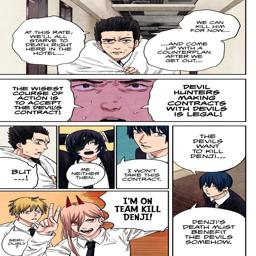 AT THIS RATE,
WE'LL ALL
STARVE TO
DEATH RIGHT
HERE IN THE
HOTEL...
WE CAN
KILL HIM
FOR NOW...
...AND COME
UP WITH A
COUNTERPLAN
AFTER WE
GET OUT...
THE WISEST
COURSE OF
ACTION IS
TO ACCEPT
THE DEVIL'S
CONTRACT!
DEVIL
HUNTERS
MAKING
CONTRACTS
WITH DEVILS
IS LEGAL!
BUT
---!
ME
NEITHER
THEN.
I WON'T
TAKE THIS
CONTRACT.
THE
DEVILS
WANT
TO KILL
DENJI...
I'M ON
TEAM KILL
DENJI!
DENJI'S
DEATH MUST
BENEFIT
THE DEVILS
SOMEHOW.